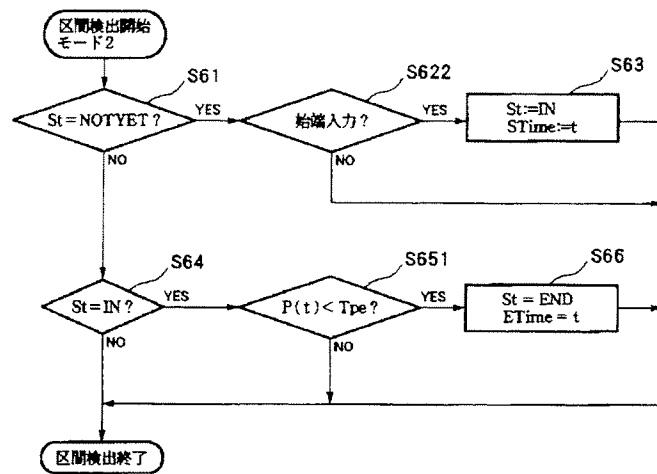 区間検出開始
モード2
S61
S622
S63
St=NOTYET?
YES
始端入力?
YES
St:=IN
STime:=t
NO
NO
S64
S651
S66
St=IN?
YES
P(t)<Tpe?
YES
St = END
ETime = t
NO
NO
区間検出終了